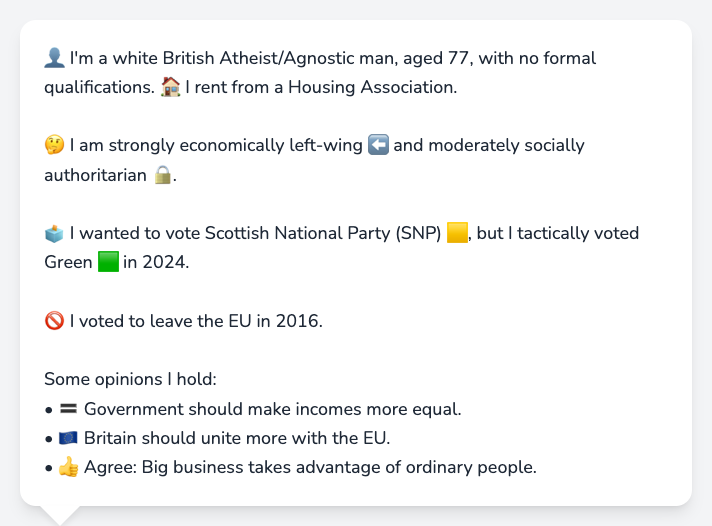 👤 I'm a white British Atheist/Agnostic man, aged 77, with no formal
qualifications. 🏠 I rent from a Housing Association.
🤔 I am strongly economically left-wing ⬅️ and moderately socially
authoritarian 🔒.
🗳️ I wanted to vote Scottish National Party (SNP) 🟨, but I tactically voted
Green 🟩 in 2024.
🚫 I voted to leave the EU in 2016.
Some opinions I hold:
• 🟰 Government should make incomes more equal.
• 🇪🇺 Britain should unite more with the EU.
• 👍 Agree: Big business takes advantage of ordinary people.